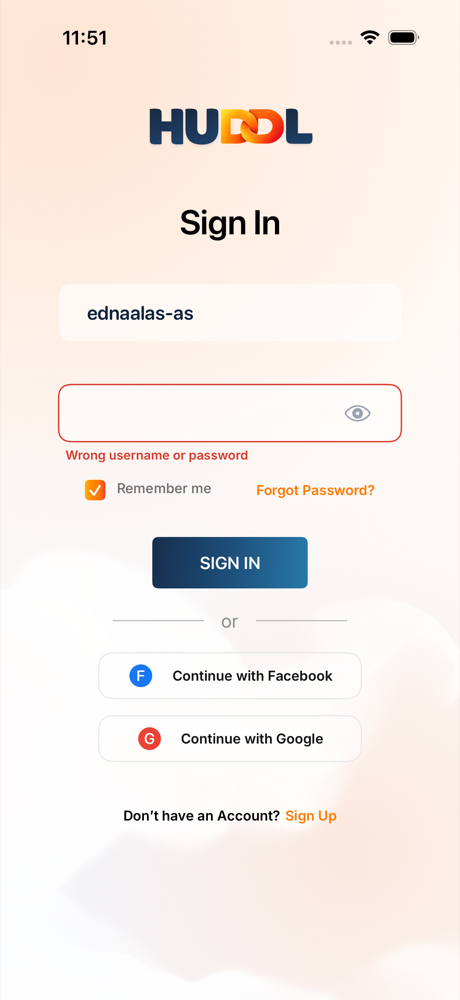 11:51
HUDDL
Sign In
ednaalas-as
Wrong username or password
Remember me
Forgot Password?
SIGN IN
or
F Continue with Facebook
G Continue with Google
Don’t have an Account? Sign Up